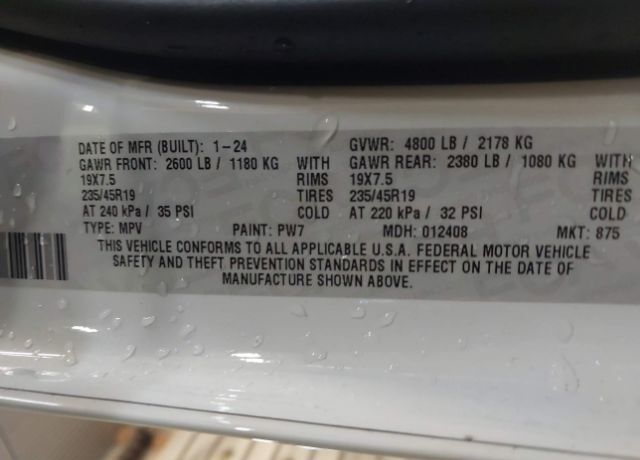 DATE OF MFR (BUILT): 1-24 GVWR: 4800 LB / 2178 KG
GAWR FRONT: 2600 LB / 1180 KG WITH GAWR REAR: 2380 LB / 1080 KG WITH
19X7.5 RIMS 19X7.5 RIMS
235/45R19 TIRES 235/45R19 TIRES
AT 240 kPa / 35 PSI COLD AT 220 kPa / 32 PSI COLD
TYPE: MPV PAINT: PW7 MDH: 012408 MKT: 875
THIS VEHICLE CONFORMS TO ALL APPLICABLE U.S.A. FEDERAL MOTOR VEHICLE
SAFETY AND THEFT PREVENTION STANDARDS IN EFFECT ON THE DATE OF
MANUFACTURE SHOWN ABOVE.